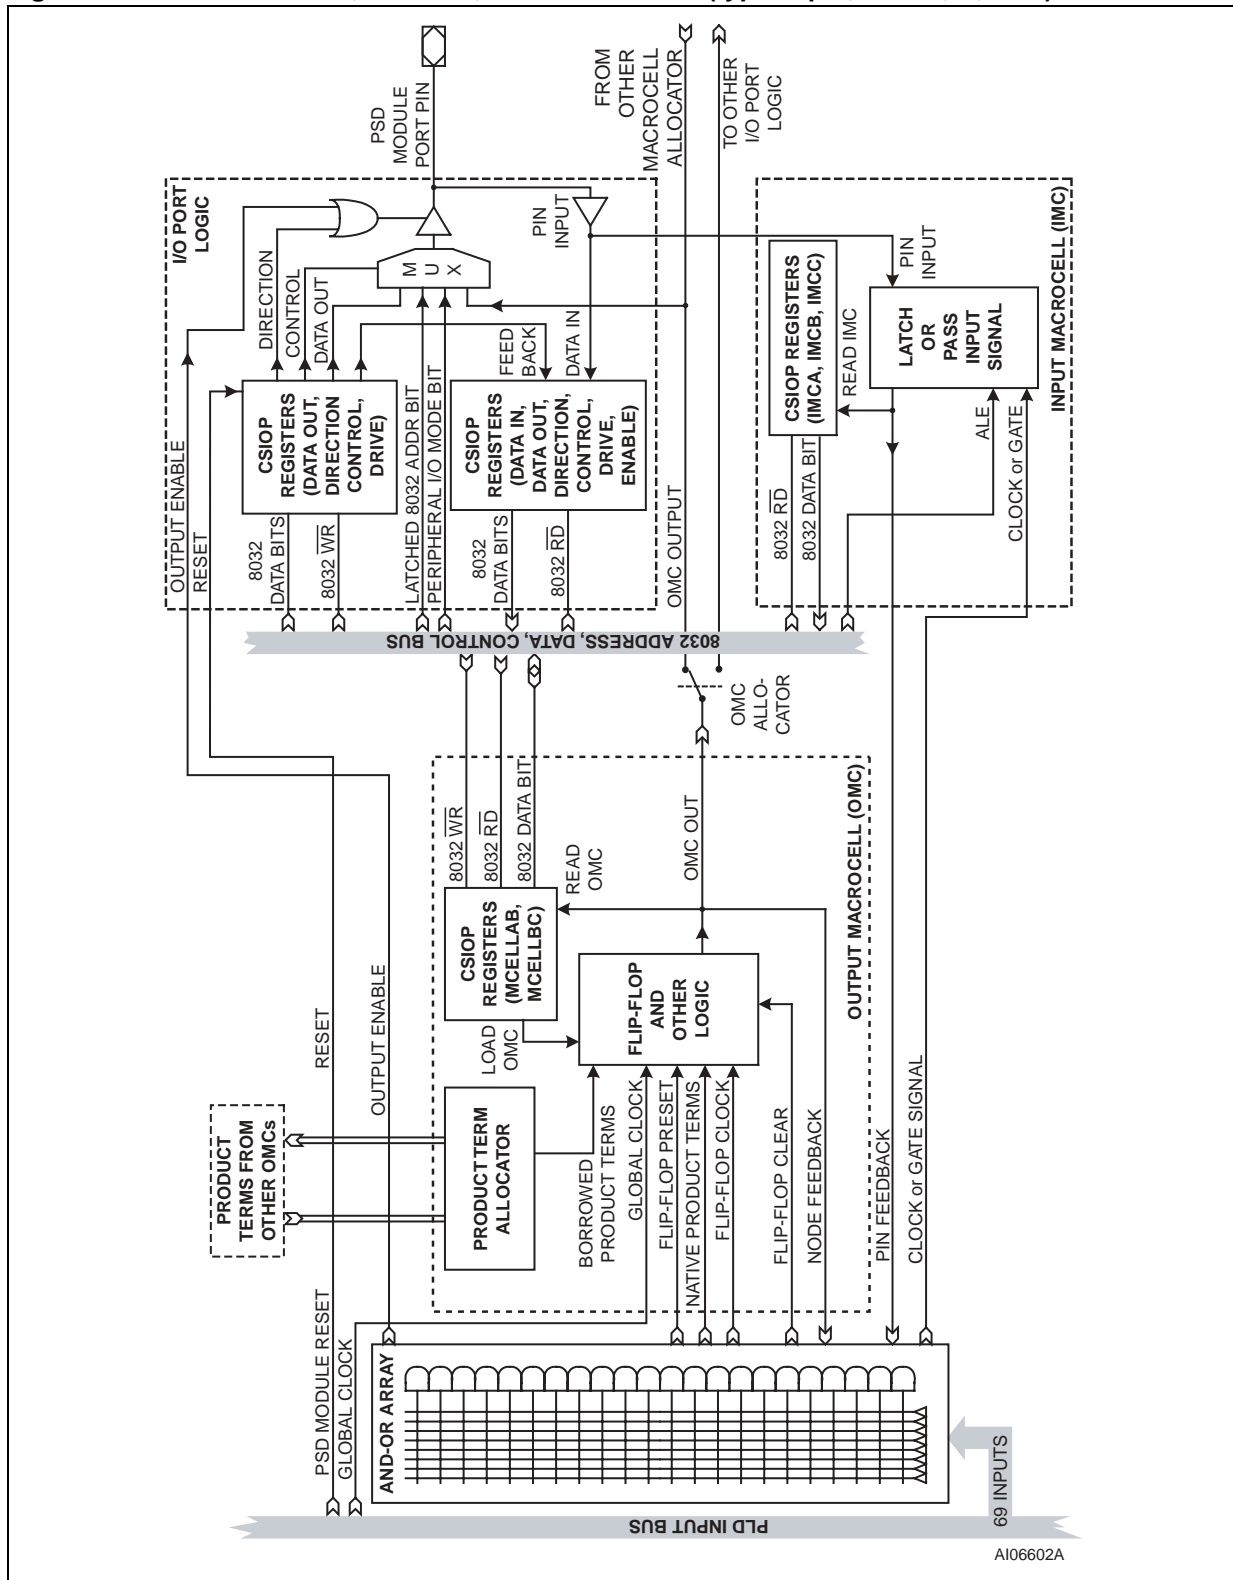 PSD
MODULE
PORT PIN
FROM
OTHER
MACROCELL
ALLOCATOR
TO OTHER
I/O PORT
LOGIC
I/O PORT
LOGIC
OUTPUT ENABLE
RESET
DIRECTION
CONTROL
DATA OUT
M
U
X
PIN
INPUT
FEED
BACK
DATA IN
CSIOP
REGISTERS
(DATA OUT,
DIRECTION
CONTROL,
DRIVE)
CSIOP
REGISTERS
(DATA IN,
DATA OUT,
DIRECTION,
CONTROL,
DRIVE,
ENABLE)
8032
DATA BITS
8032 WR
LATCHED 8032 ADDR BIT
PERIPHERAL I/O MODE BIT
8032
DATA BITS
8032 RD
OMC OUTPUT
INPUT MACROCELL (IMC)
CSIOP REGISTERS
(IMCA, IMCB, IMCC)
READ IMC
PIN
INPUT
LATCH
OR
PASS
INPUT
SIGNAL
8032 RD
8032 DATA BIT
ALE
CLOCK or GATE
8032 ADDRESS, DATA, CONTROL BUS
OMC
ALLO-
CATOR
OUTPUT MACROCELL (OMC)
8032 WR
8032 RD
8032 DATA BIT
CSIOP
REGISTERS
(MCELLAB,
MCELLBC)
READ
OMC
OMC OUT
LOAD
OMC
FLIP-FLOP
AND
OTHER
LOGIC
RESET
OUTPUT ENABLE
PRODUCT
TERMS FROM
OTHER OMCs
PRODUCT TERM
ALLOCATOR
BORROWED
PRODUCT TERMS
GLOBAL CLOCK
FLIP-FLOP PRESET
NATIVE PRODUCT TERMS
FLIP-FLOP CLOCK
FLIP-FLOP CLEAR
NODE FEEDBACK
PIN FEEDBACK
CLOCK or GATE SIGNAL
PSD MODULE RESET
GLOBAL CLOCK
AND-OR ARRAY
PLD INPUT BUS
69 INPUTS
AI06602A